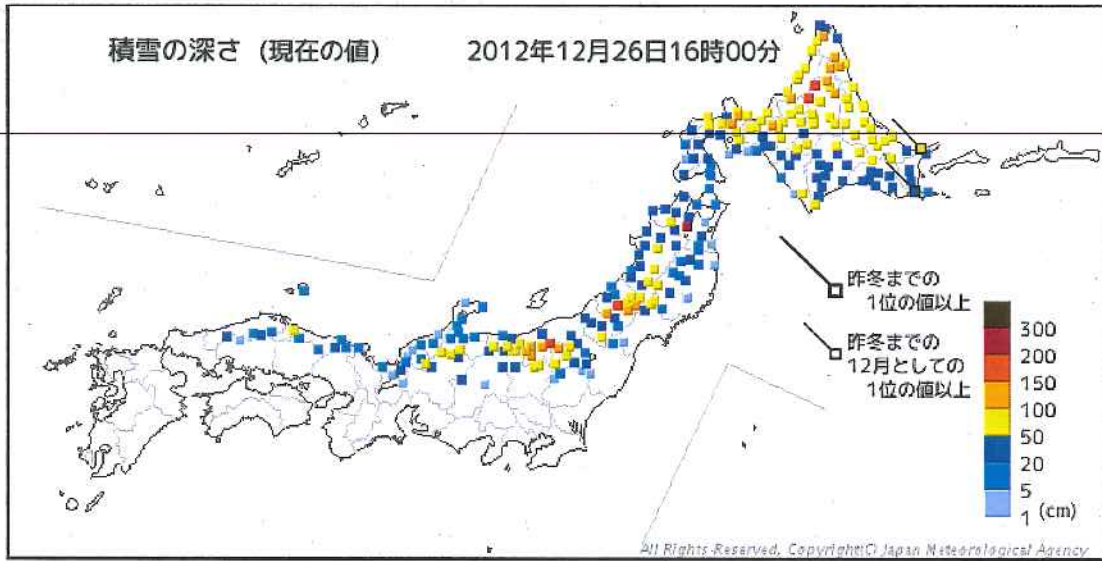 積雪の深さ (現在の値)
2012年12月26日16時00分
昨冬までの
1位の値以上
昨冬までの
12月としての
1位の値以上
300
200
150
100
50
20
5
1 (cm)
All Rights Reserved, Copyright(C) Japan Meteorological Agency